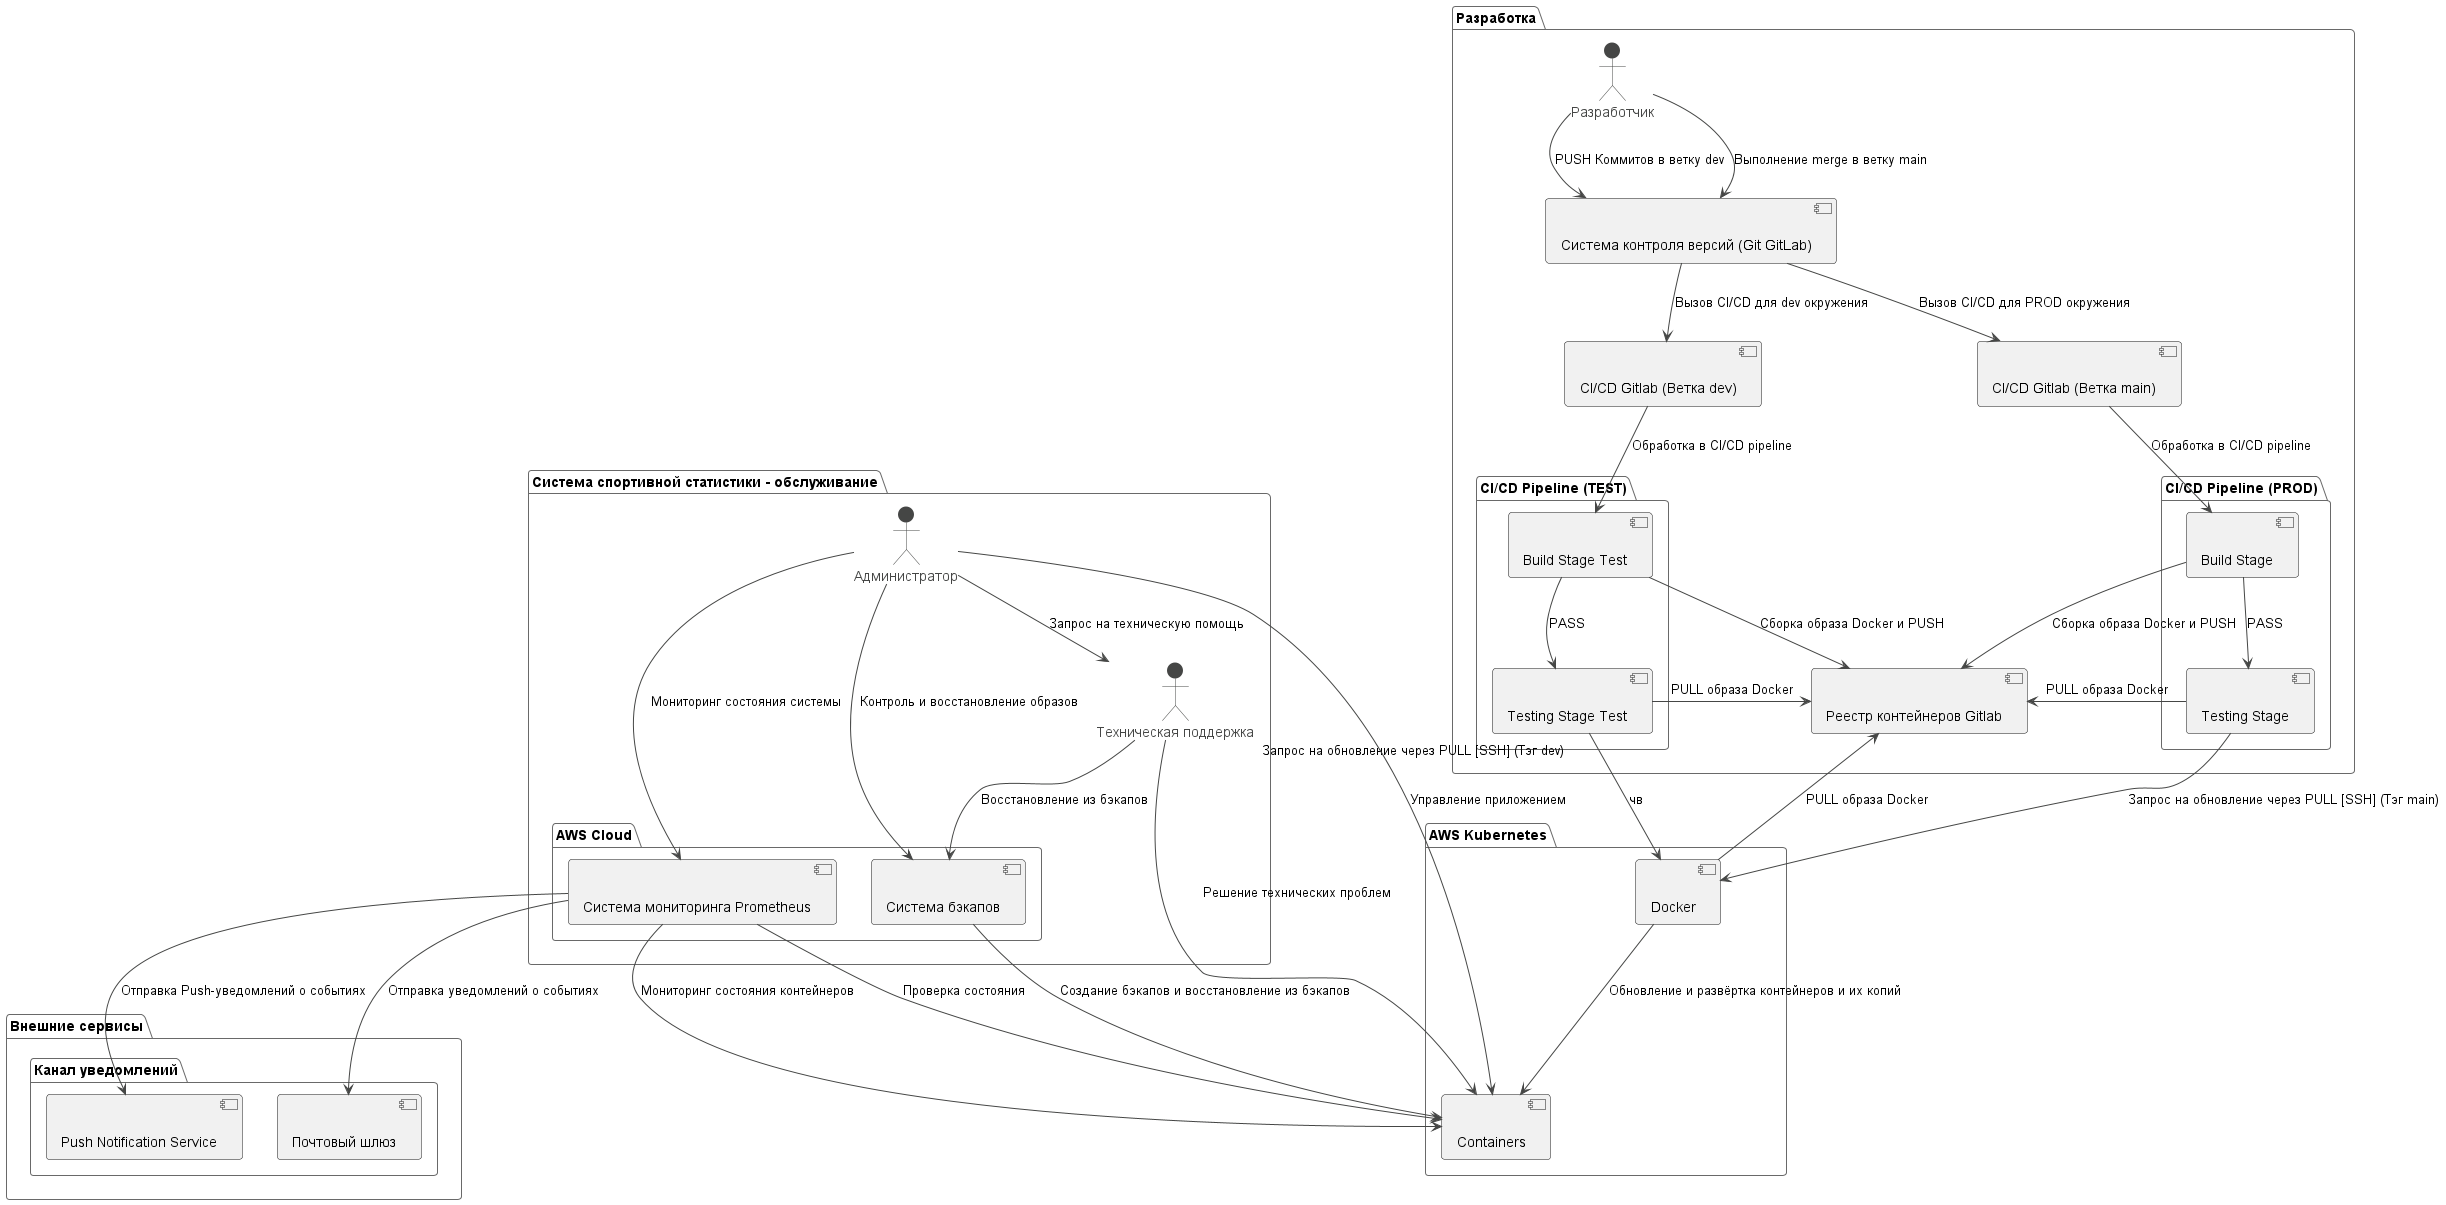 Разработка
Разработчик
PUSH Коммитов в ветку dev
Выполнение merge в ветку main
Система контроля версий (Git GitLab)
Вызов CI/CD для dev окружения
Вызов CI/CD для PROD окружения
CI/CD Gitlab (Ветка dev)
CI/CD Gitlab (Ветка main)
Обработка в CI/CD pipeline
Обработка в CI/CD pipeline
Система спортивной статистики - обслуживание
CI/CD Pipeline (TEST)
CI/CD Pipeline (PROD)
Build Stage Test
Build Stage
Администратор
Запрос на техническую помощь
PASS
Сборка образа Docker и PUSH
Сборка образа Docker и PUSH
PASS
Мониторинг состояния системы
Контроль и восстановление образов
PULL образа Docker
PULL образа Docker
Testing Stage Test
Реестр контейнеров Gitlab
Testing Stage
Техническая поддержка
Запрос на обновление через PULL [SSH] (Тэг dev)
Восстановление из бэкапов
Управление приложением
чв
PULL образа Docker
Запрос на обновление через PULL [SSH] (Тэг main)
AWS Cloud
AWS Kubernetes
Система мониторинга Prometheus
Система бэкапов
Решение технических проблем
Docker
Отправка Push-уведомлений о событиях
Отправка уведомлений о событиях
Мониторинг состояния контейнеров
Проверка состояния
Создание бэкапов и восстановление из бэкапов
Обновление и развёртка контейнеров и их копий
Внешние сервисы
Канал уведомлений
Push Notification Service
Почтовый шлюз
Containers